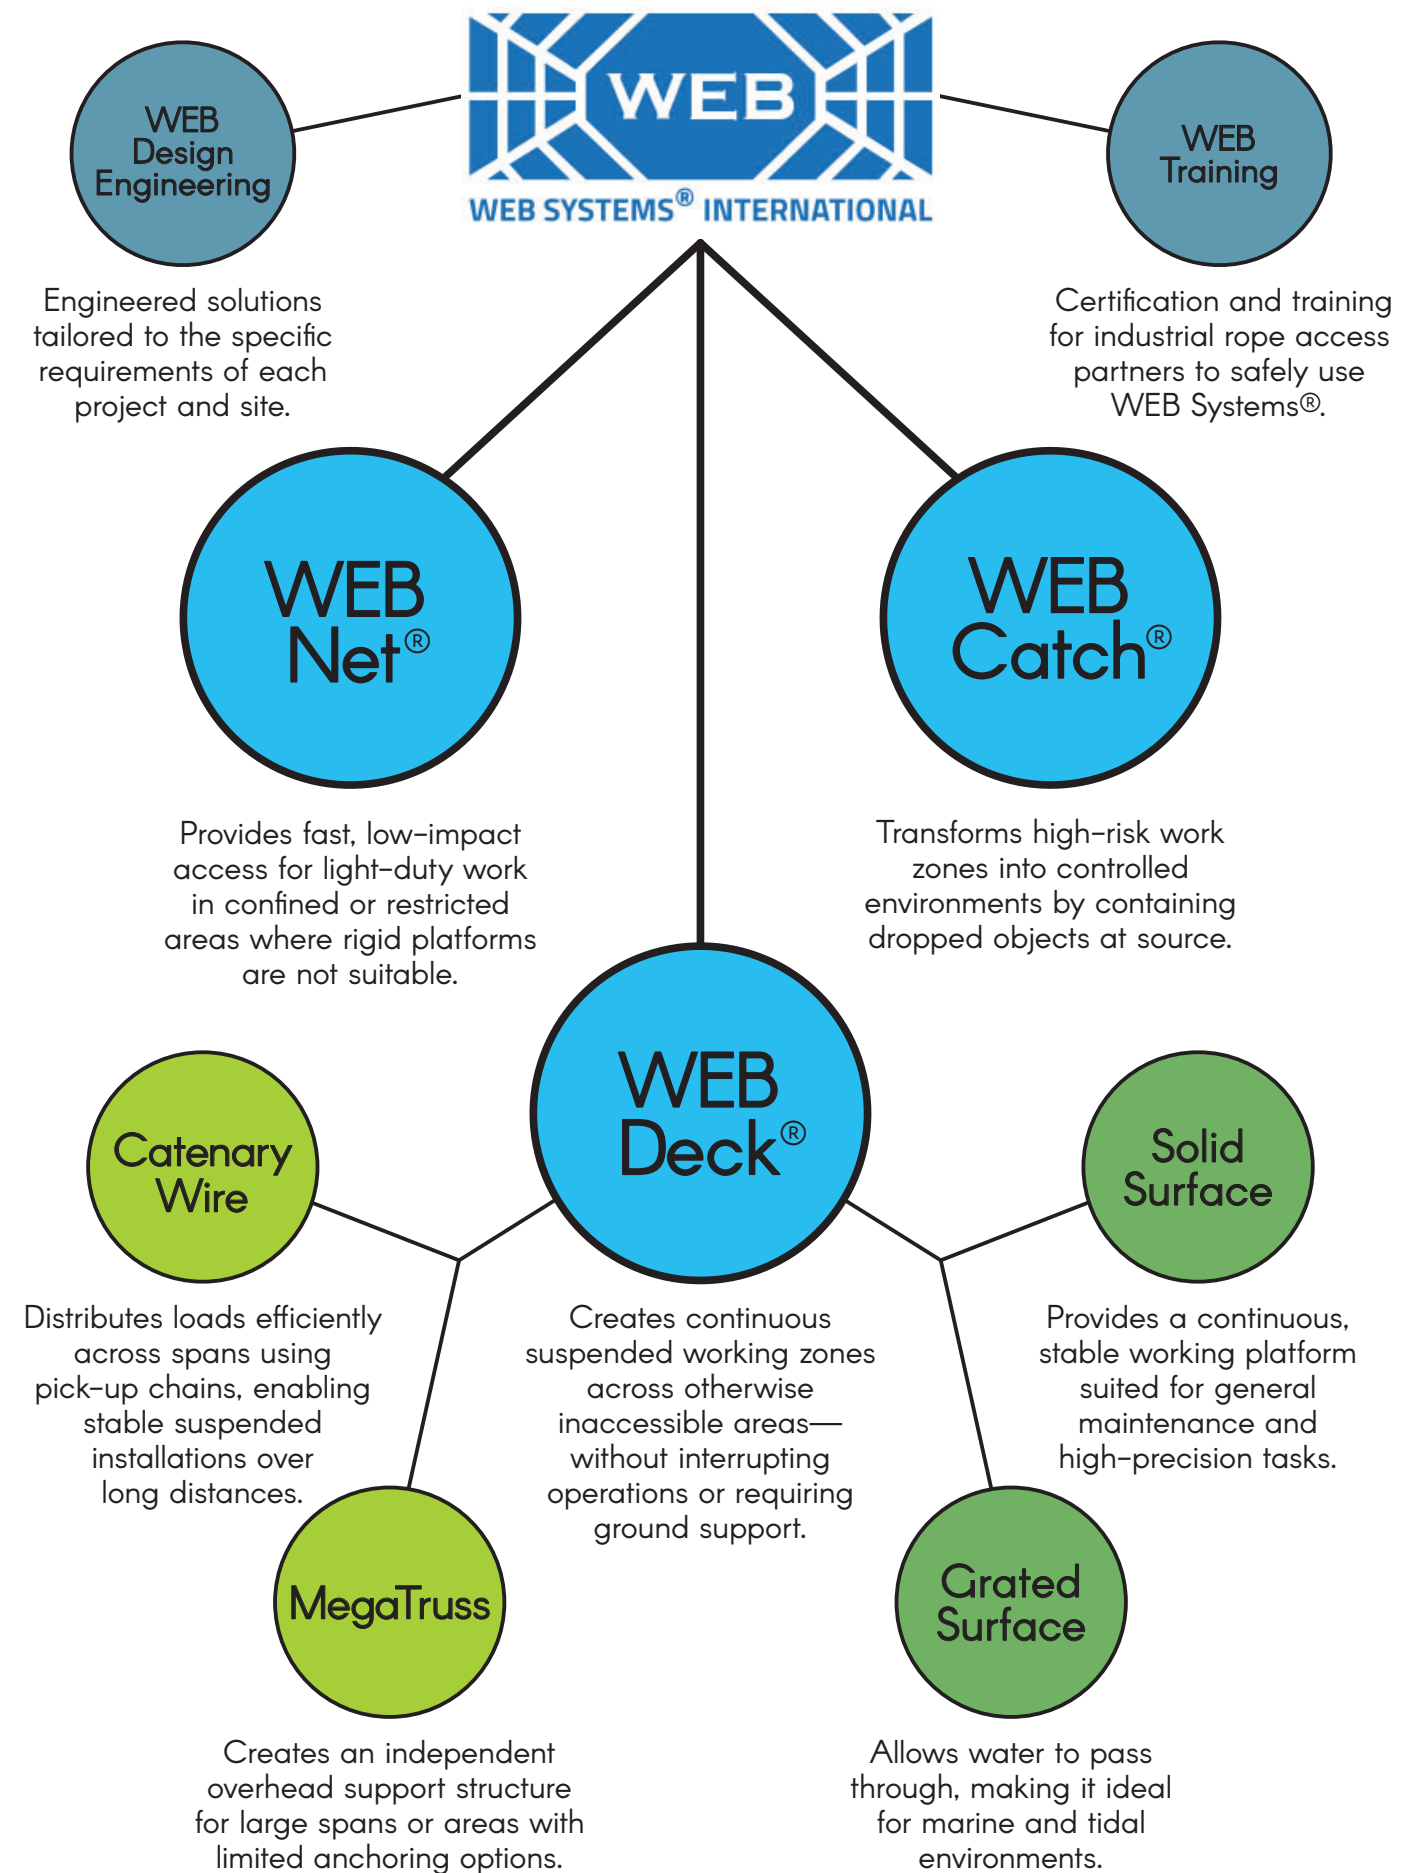 WEB
WEB SYSTEMS® INTERNATIONAL
WEB
Design
Engineering
Engineered solutions
tailored to the specific
requirements of each
project and site.
WEB
Training
Certification and training
for industrial rope access
partners to safely use
WEB Systems®.
WEB
Net®
Provides fast, low-impact
access for light-duty work
in confined or restricted
areas where rigid platforms
are not suitable.
WEB
Catch®
Transforms high-risk work
zones into controlled
environments by containing
dropped objects at source.
WEB
Deck®
Creates continuous
suspended working zones
across otherwise
inaccessible areas—
without interrupting
operations or requiring
ground support.
Catenary
Wire
Distributes loads efficiently
across spans using
pick-up chains, enabling
stable suspended
installations over
long distances.
Solid
Surface
Provides a continuous,
stable working platform
suited for general
maintenance and
high-precision tasks.
MegaTruss
Creates an independent
overhead support structure
for large spans or areas with
limited anchoring options.
Grated
Surface
Allows water to pass
through, making it ideal
for marine and tidal
environments.